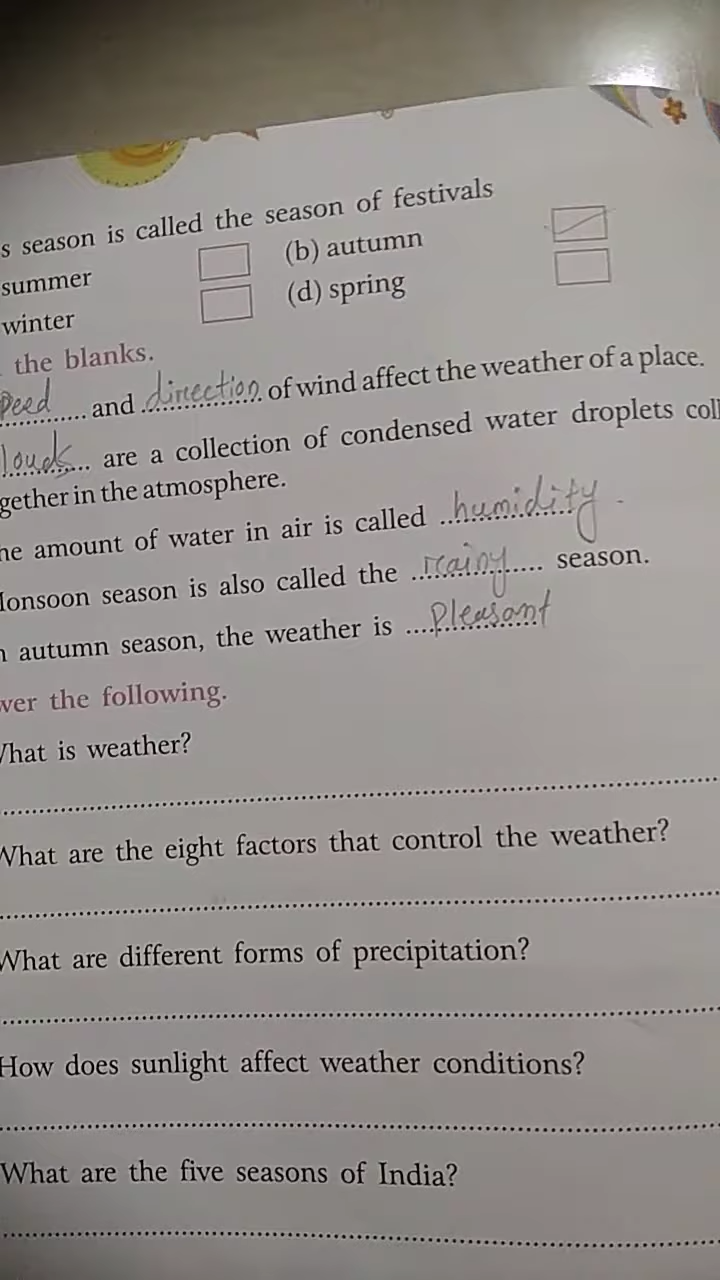 s season is called the season of festivals
summer (b) autumn
winter (d) spring
the blanks.
peed and direction of wind affect the weather of a place.
louds are a collection of condensed water droplets coll
gether in the atmosphere.
he amount of water in air is called humidity.
Monsoon season is also called the rainy season.
n autumn season, the weather is Pleasant
wer the following.
What is weather?
What are the eight factors that control the weather?
What are different forms of precipitation?
How does sunlight affect weather conditions?
What are the five seasons of India?